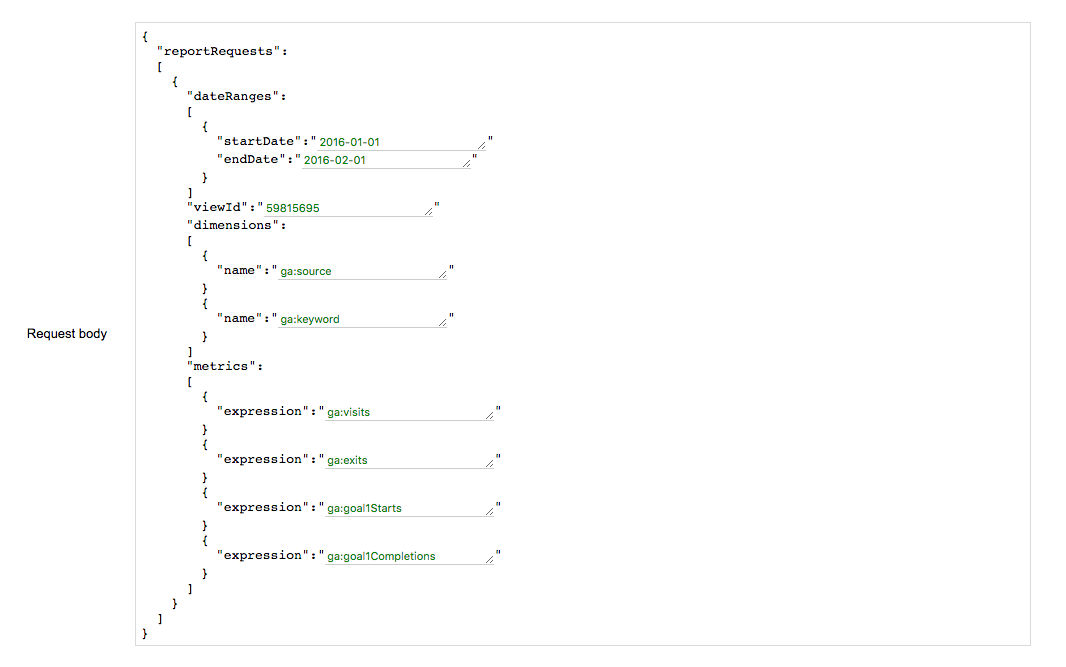 {
"reportRequests":
[
{
"dateRanges":
[
{
"startDate":"2016-01-01"
"endDate":"2016-02-01"
}
]
"viewId":"59815695"
"dimensions":
[
{
"name":"ga:source"
}
{
"name":"ga:keyword"
}
]
Request body
"metrics":
[
{
"expression":"ga:visits"
}
{
"expression":"ga:exits"
}
{
"expression":"ga:goal1Starts"
}
{
"expression":"ga:goal1Completions"
}
]
}
]
}